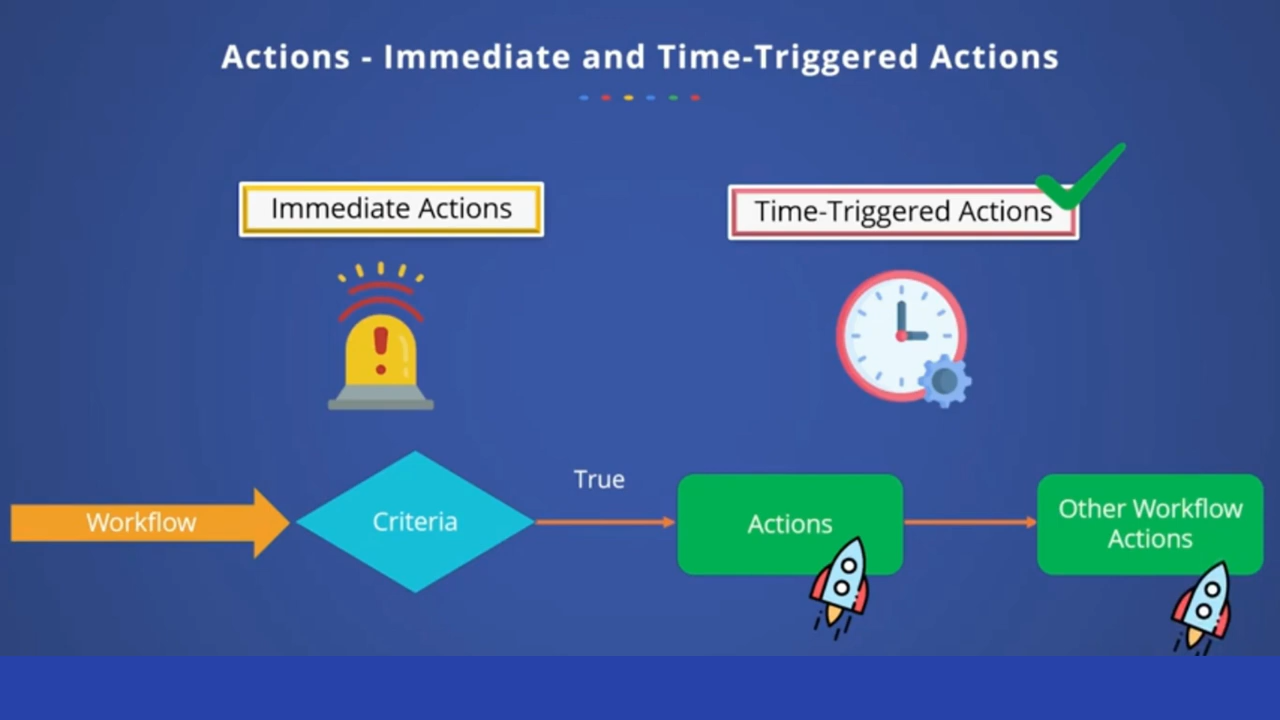 Actions - Immediate and Time-Triggered Actions
Immediate Actions
Time-Triggered Actions
Workflow
Criteria
True
Actions
Other Workflow
Actions